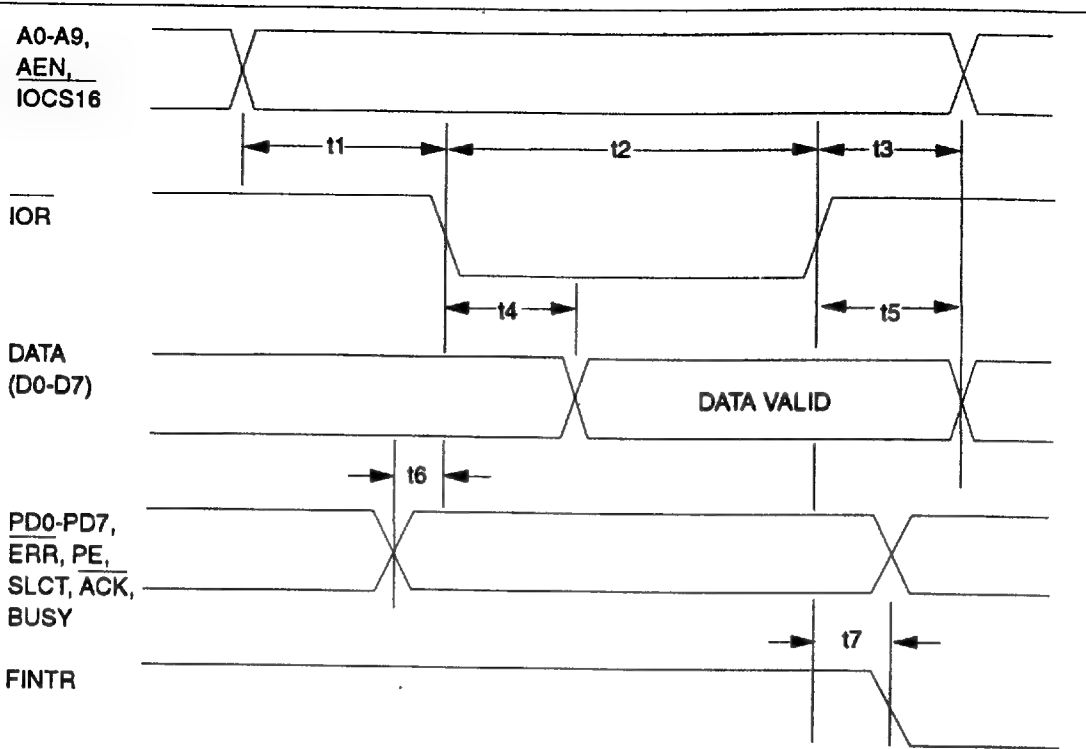 A0-A9,
AEN,
IOCS16
t1
t2
t3
IOR
t4
t5
DATA
(D0-D7)
DATA VALID
t6
PD0-PD7,
ERR, PE,
SLCT, ACK,
BUSY
t7
FINTR